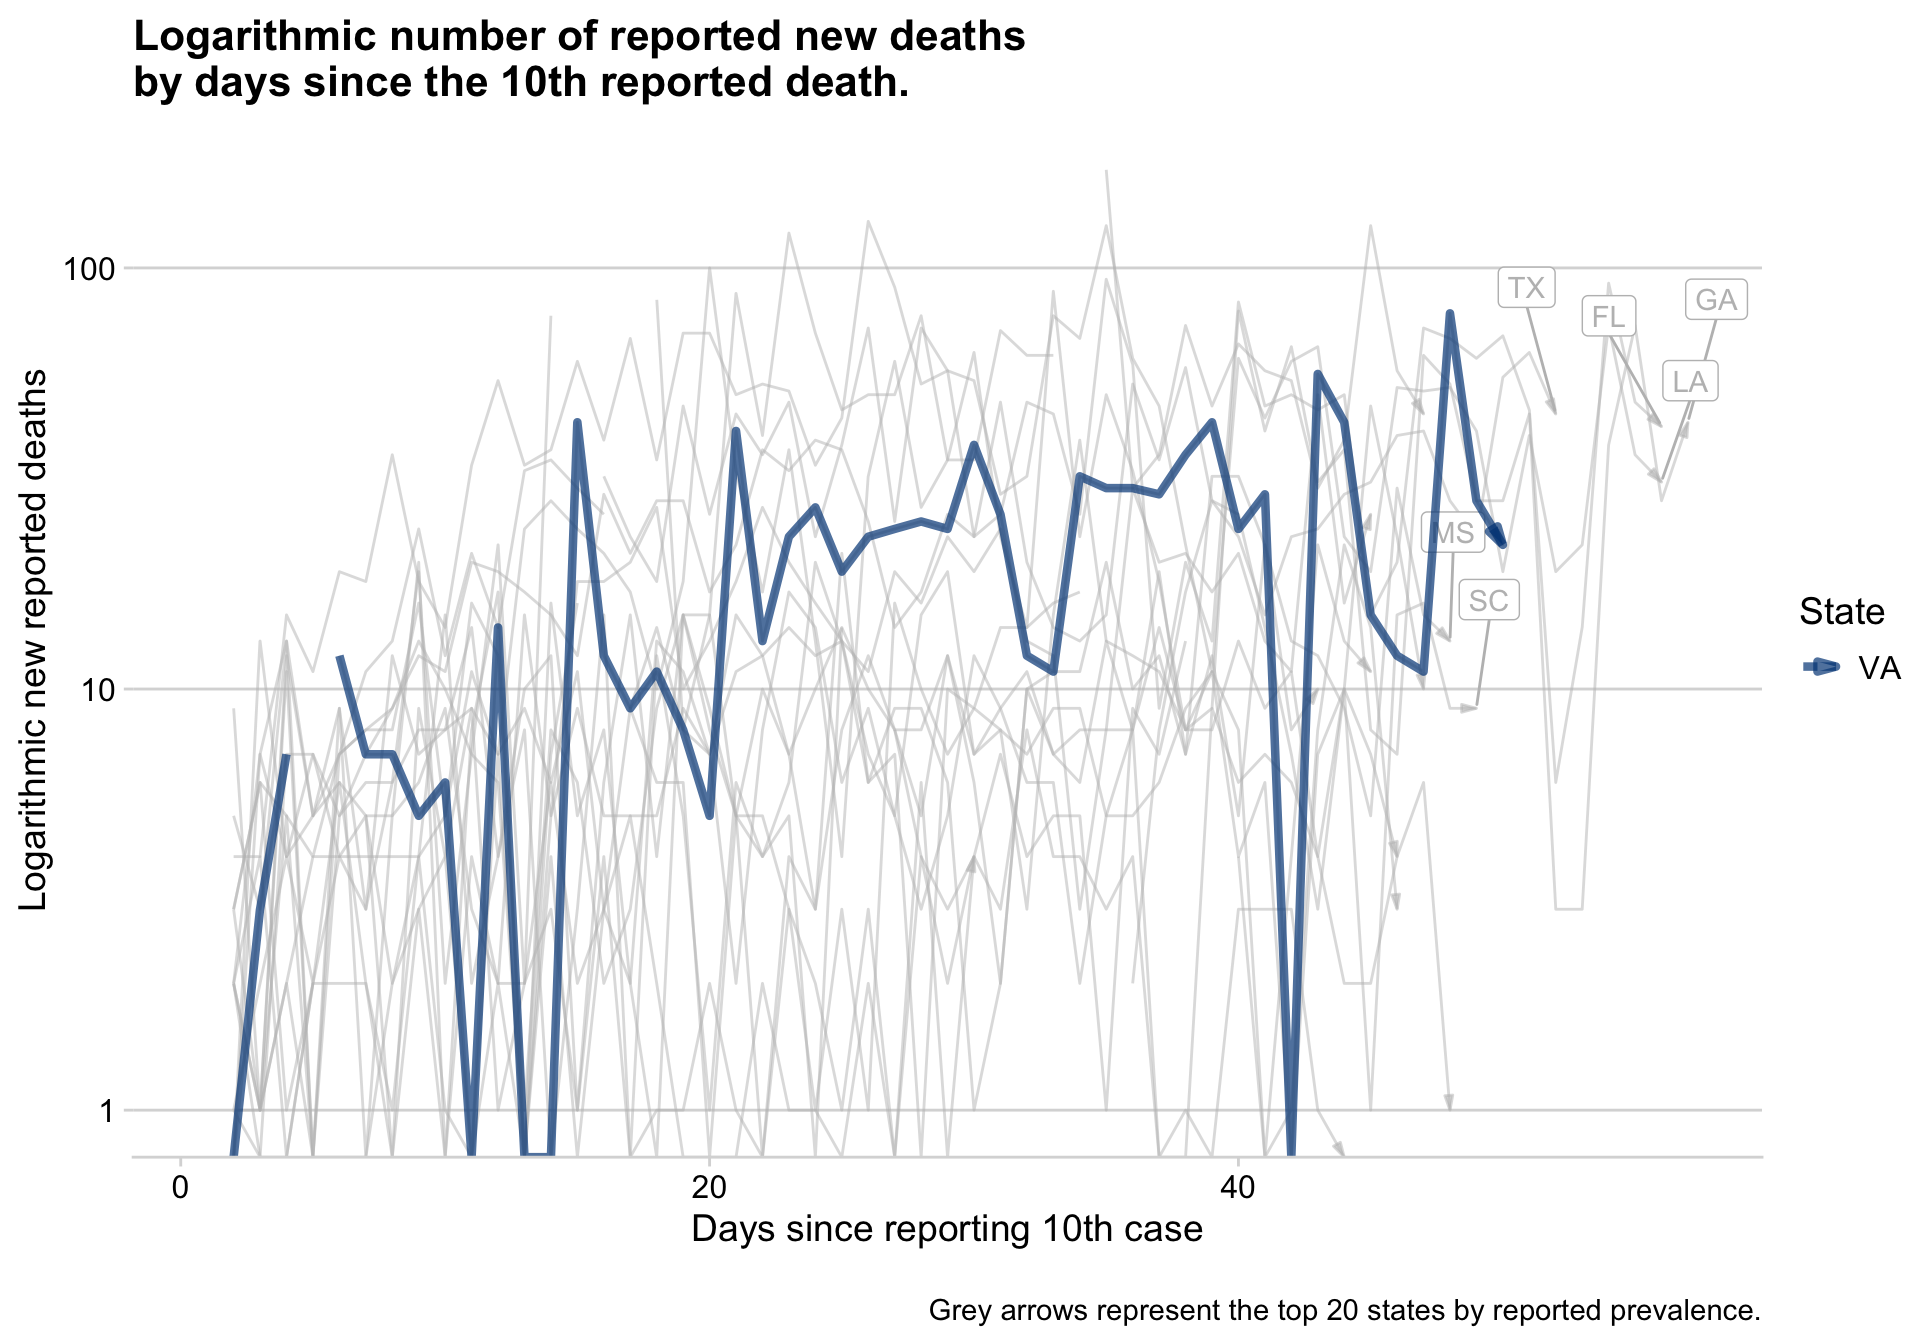 Logarithmic number of reported new deaths
by days since the 10th reported death.
Logarithmic new reported deaths
100
10
1
TX
FL
GA
LA
MS
SC
State
VA
0
20
40
Days since reporting 10th case
Grey arrows represent the top 20 states by reported prevalence.